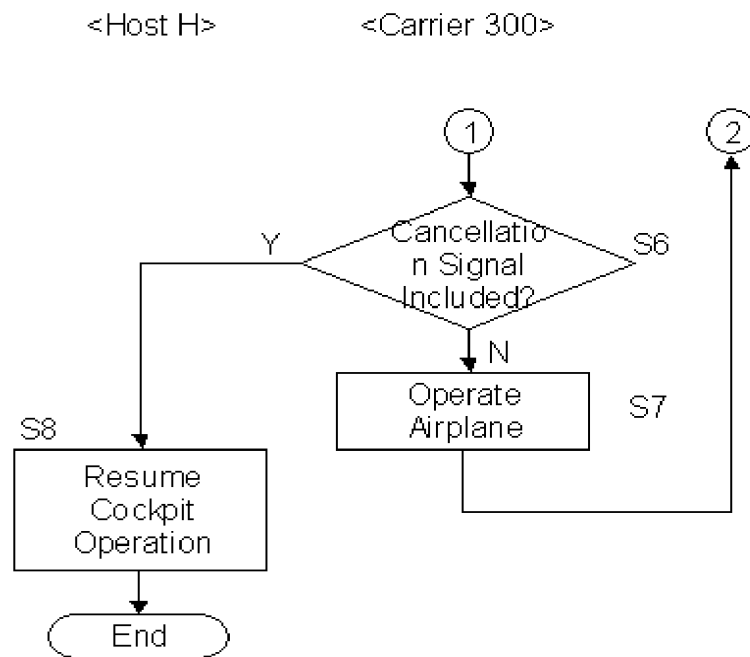 <Host H>
<Carrier 300>
1
2
Y
Cancellatio
n Signal
Included?
S6
N
Operate
Airplane
S7
S8
Resume
Cockpit
Operation
End